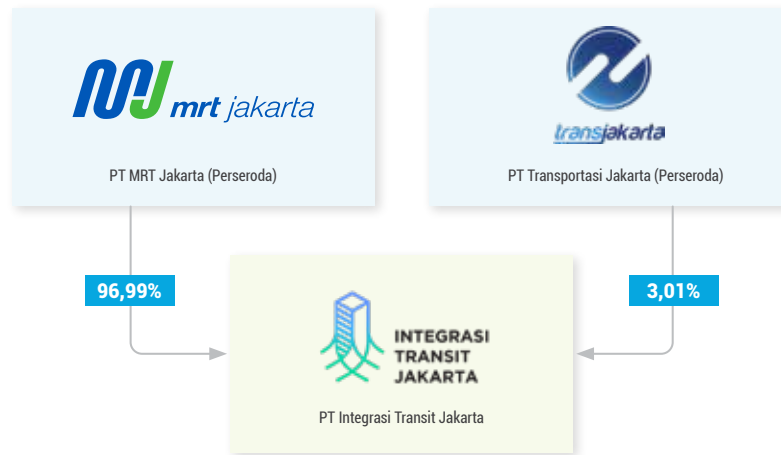 mrt jakarta
transjakarta
PT MRT Jakarta (Perseroda)
PT Transportasi Jakarta (Perseroda)
96,99%
3,01%
INTEGRASI
TRANSIT
JAKARTA
PT Integrasi Transit Jakarta